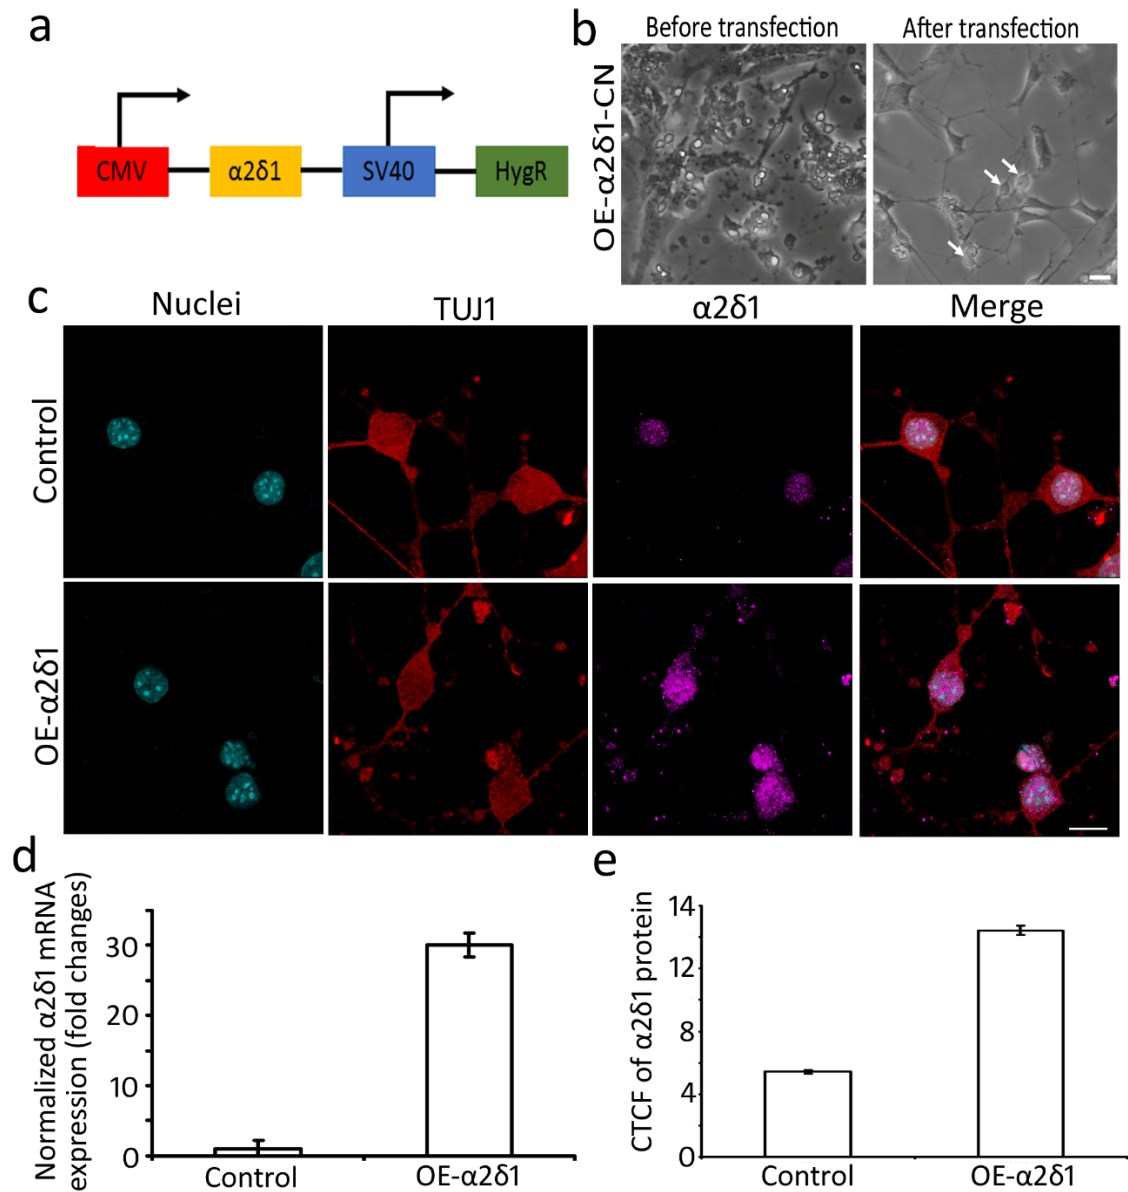 a
CMV
α2δ1
SV40
HygR
b
Before transfection
After transfection
OE-α2δ1-CN
c
Nuclei
TUJ1
α2δ1
Merge
Control
OE-α2δ1
d
Normalized α2δ1 mRNA
expression (fold changes)
30
20
10
0
Control
OE-α2δ1
e
CTCF of α2δ1 protein
14
12
8
4
0
Control
OE-α2δ1